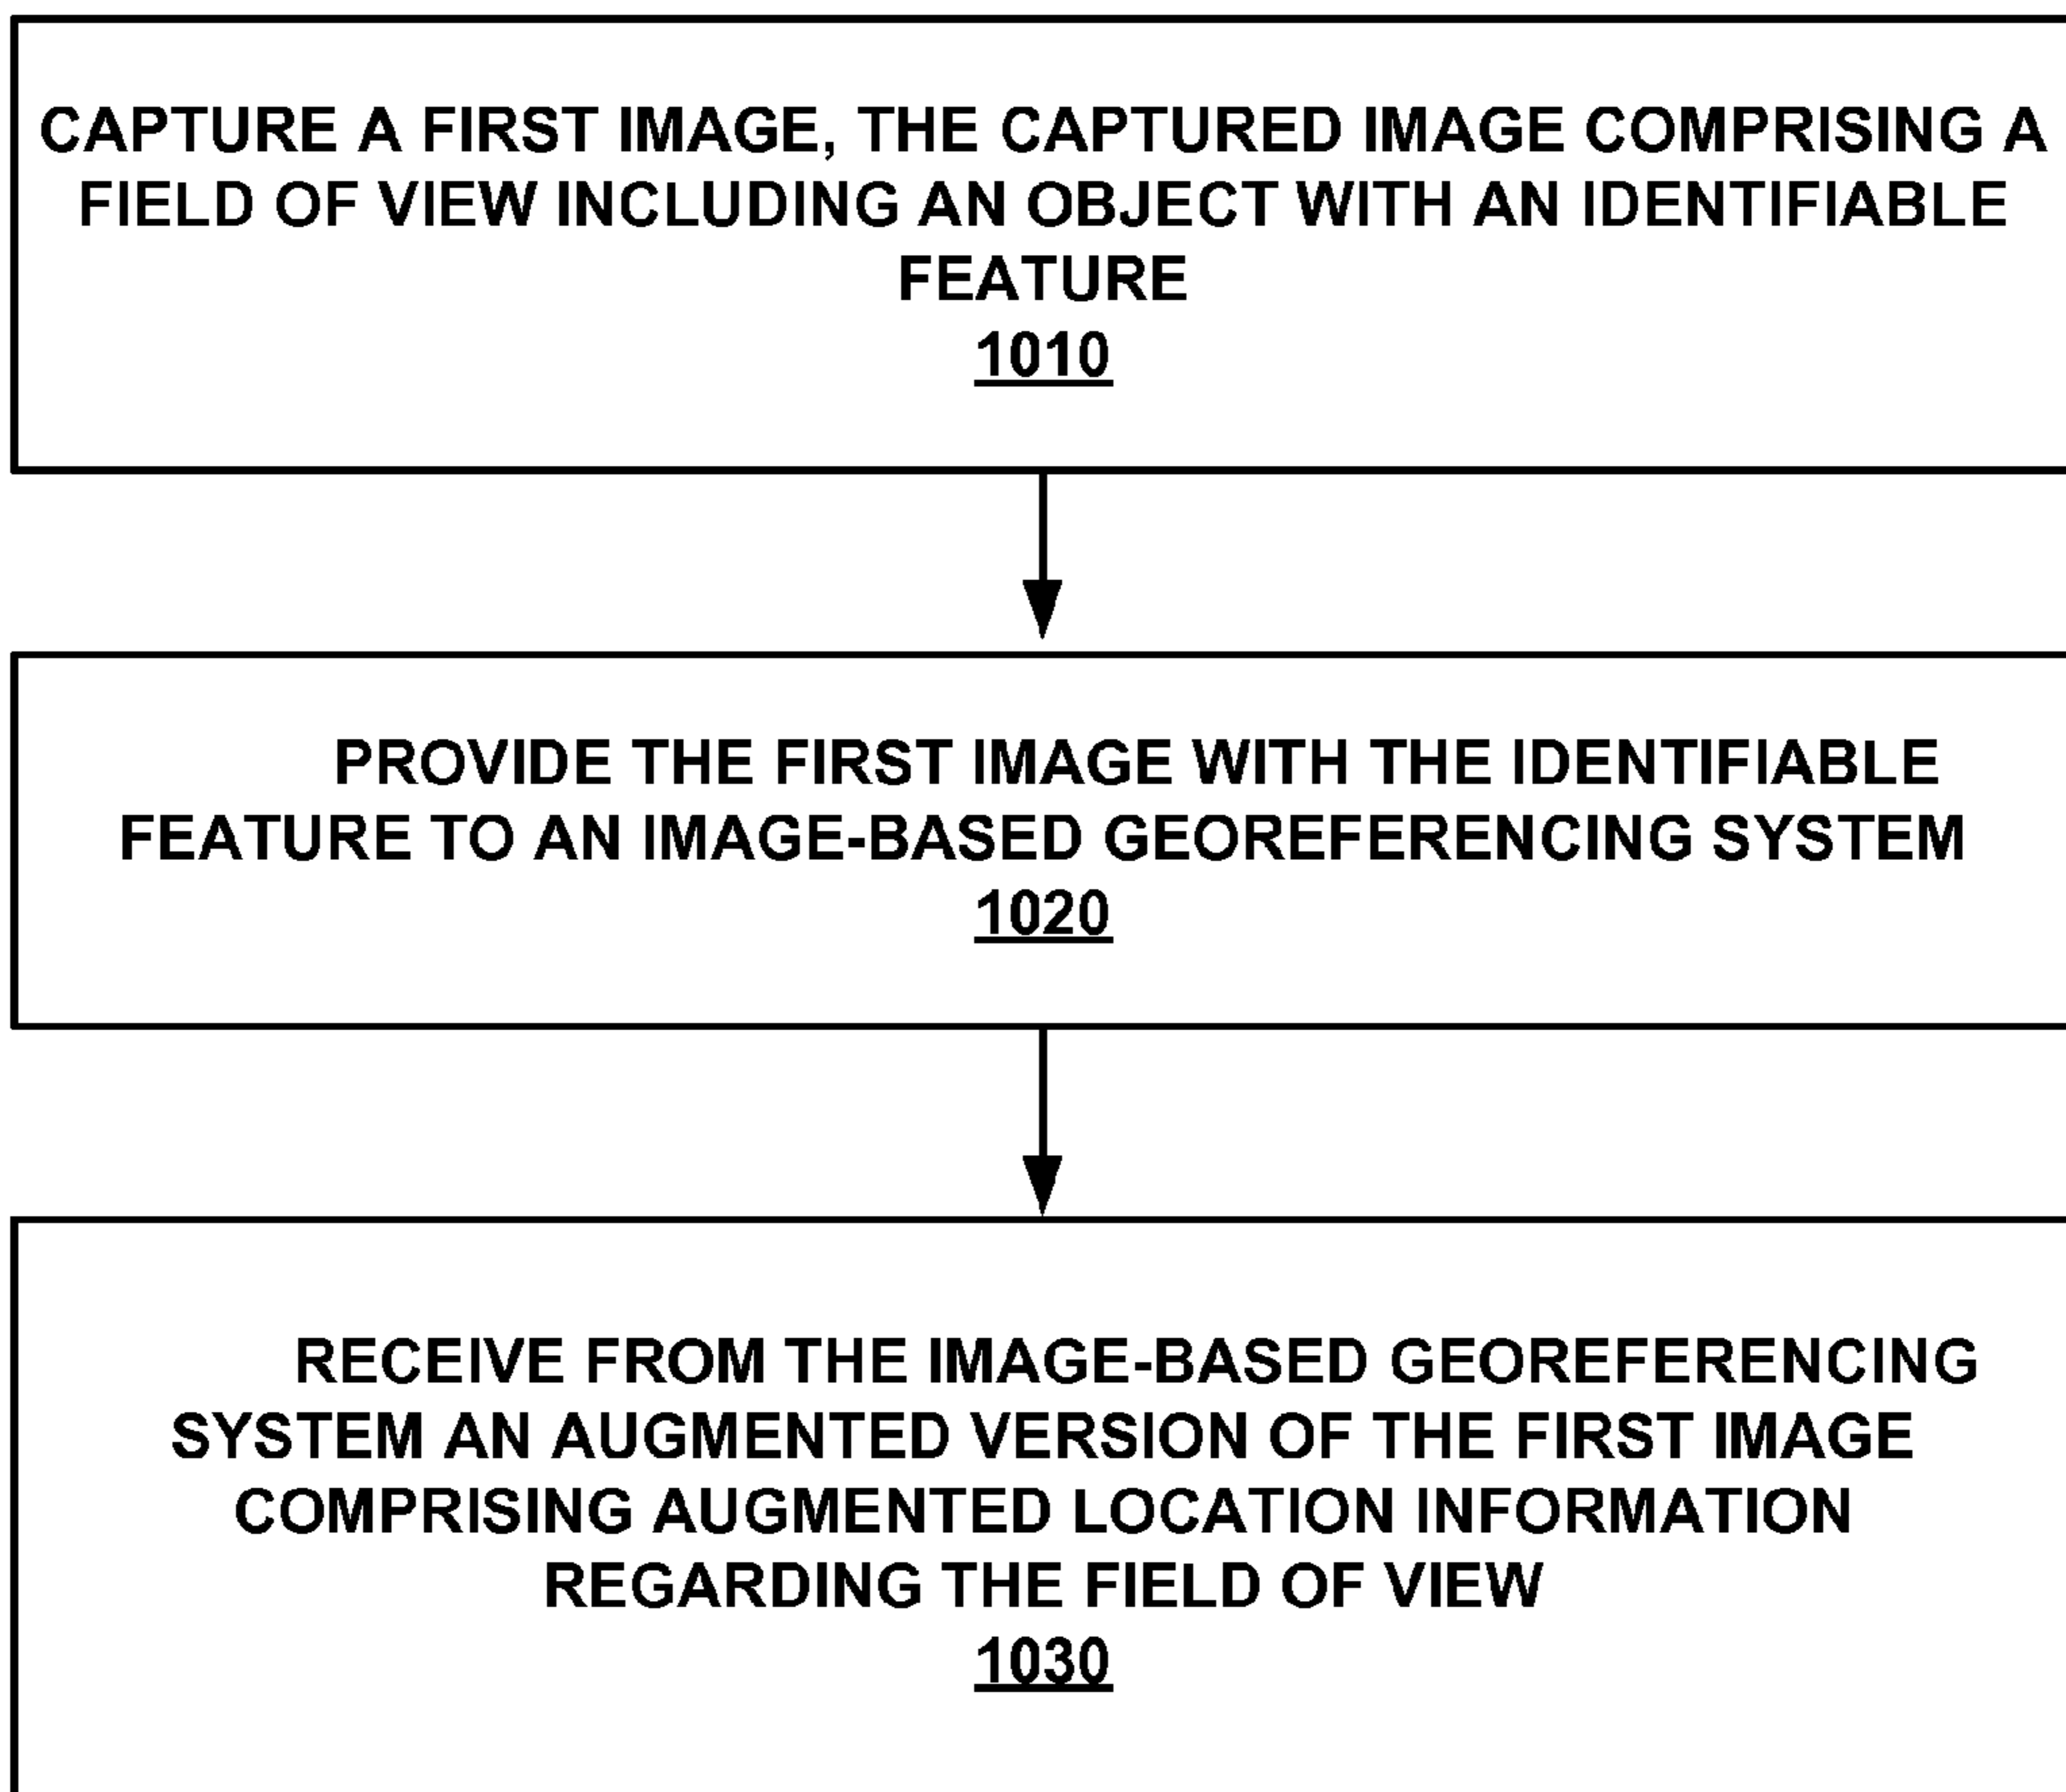 CAPTURE A FIRST IMAGE, THE CAPTURED IMAGE COMPRISING A
FIELD OF VIEW INCLUDING AN OBJECT WITH AN IDENTIFIABLE
FEATURE
1010
PROVIDE THE FIRST IMAGE WITH THE IDENTIFIABLE
FEATURE TO AN IMAGE-BASED GEOREFERENCING SYSTEM
1020
RECEIVE FROM THE IMAGE-BASED GEOREFERENCING
SYSTEM AN AUGMENTED VERSION OF THE FIRST IMAGE
COMPRISING AUGMENTED LOCATION INFORMATION
REGARDING THE FIELD OF VIEW
1030